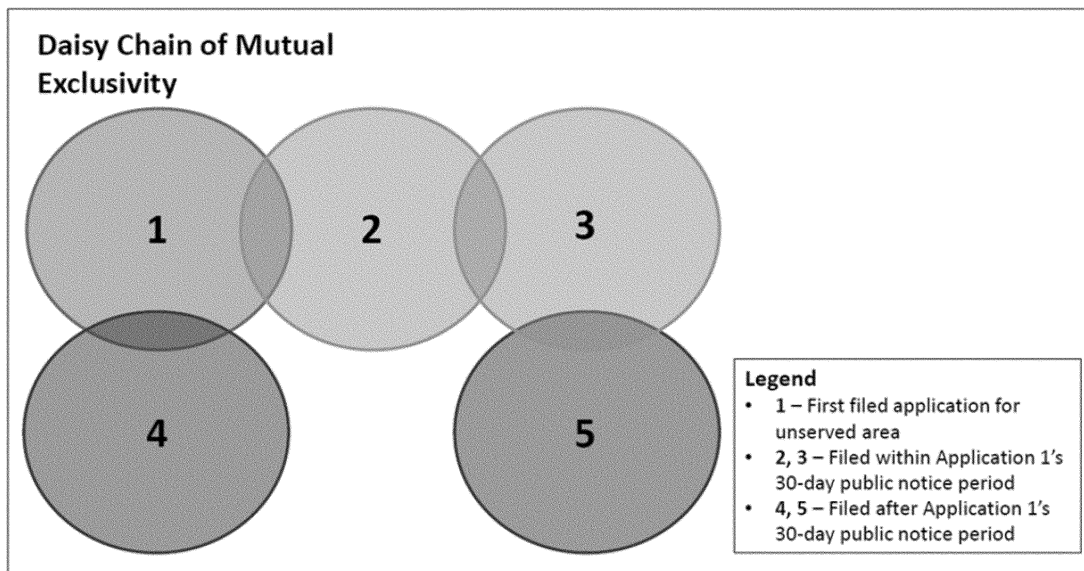 Daisy Chain of Mutual
Exclusivity
1
2
3
4
5
Legend
• 1 – First filed application for
unserved area
• 2, 3 – Filed within Application 1’s
30-day public notice period
• 4, 5 – Filed after Application 1’s
30-day public notice period